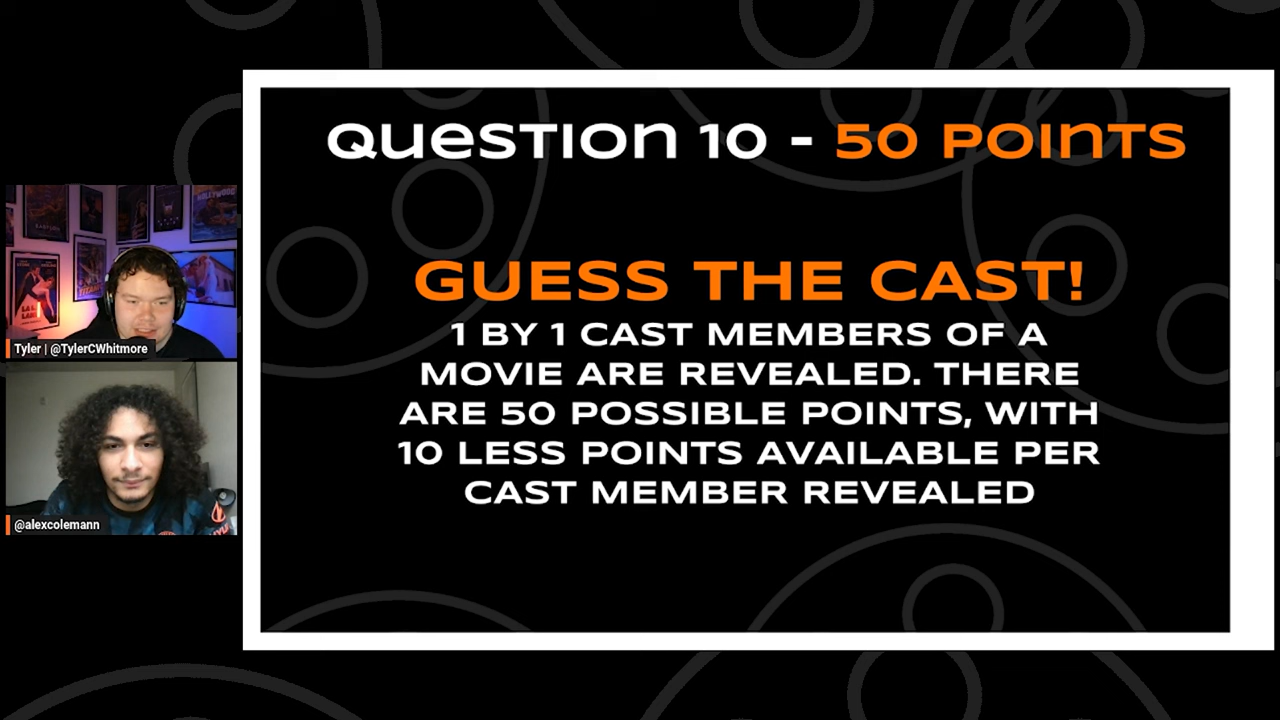 QUESTION 10 - 50 POINTS
GUESS THE CAST!
1 BY 1 CAST MEMBERS OF A
MOVIE ARE REVEALED. THERE
ARE 50 POSSIBLE POINTS, WITH
10 LESS POINTS AVAILABLE PER
CAST MEMBER REVEALED
HOLLYWOOD
Tyler | @TylerCWhitmore
@alexcolemann